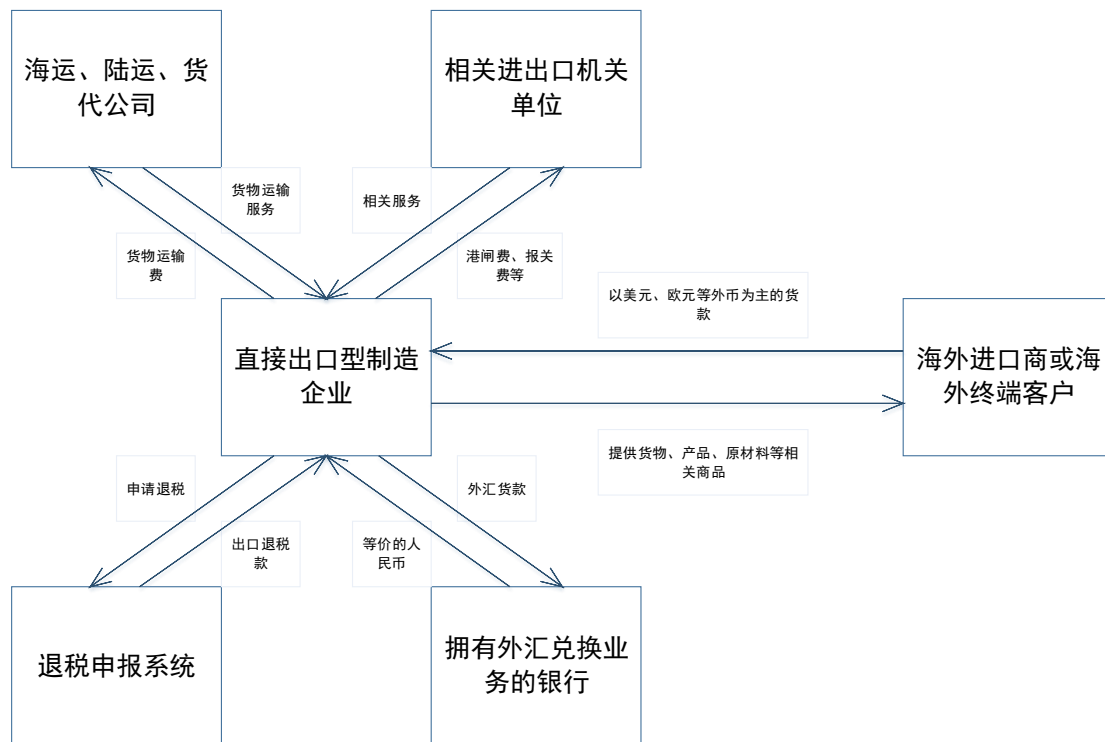 海运、陆运、货
代公司
相关进出口机关
单位
货物运输
服务
相关服务
货物运输
费
港闸费、报关
费等
以美元、欧元等外币为主的货
款
直接出口型制造
企业
海外进口商或海
外终端客户
提供货物、产品、原材料等相
关商品
申请退税
外汇货款
出口退税
款
等价的人
民币
退税申报系统
拥有外汇兑换业
务的银行